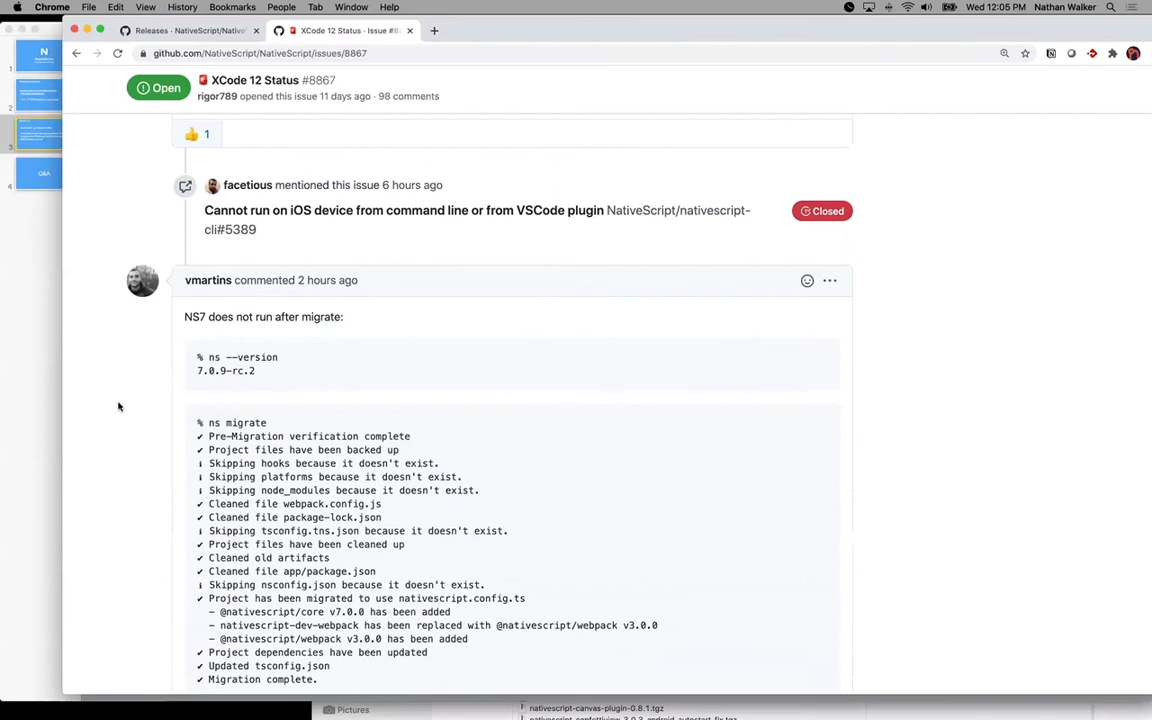 Chrome File Edit View History Bookmarks People Tab Window Help Wed 12:05 PM Nathan Walker
Releases · NativeScript/Native
XCode 12 Status · Issue #8
github.com/NativeScript/NativeScript/issues/8867
Open
XCode 12 Status #8867
rigor789 opened this issue 11 days ago · 98 comments
1
N
1
2
3
4
Q&A
facetious mentioned this issue 6 hours ago
Cannot run on iOS device from command line or from VSCode plugin NativeScript/nativescript-
cli#5389
Closed
vmartins commented 2 hours ago
NS7 does not run after migrate:
% ns --version
7.0.9-rc.2
% ns migrate
✔ Pre-Migration verification complete
✔ Project files have been backed up
ℹ Skipping hooks because it doesn't exist.
ℹ Skipping platforms because it doesn't exist.
ℹ Skipping node_modules because it doesn't exist.
✔ Cleaned file webpack.config.js
✔ Cleaned file package-lock.json
ℹ Skipping tsconfig.tns.json because it doesn't exist.
✔ Project files have been cleaned up
✔ Cleaned old artifacts
✔ Cleaned file app/package.json
ℹ Skipping nsconfig.json because it doesn't exist.
✔ Project has been migrated to use nativescript.config.ts
– @nativescript/core v7.0.0 has been added
– nativescript-dev-webpack has been replaced with @nativescript/webpack v3.0.0
– @nativescript/webpack v3.0.0 has been added
✔ Project dependencies have been updated
✔ Updated tsconfig.json
✔ Migration complete.
Pictures
nativescript-canvas-plugin-0.8.1.tgz